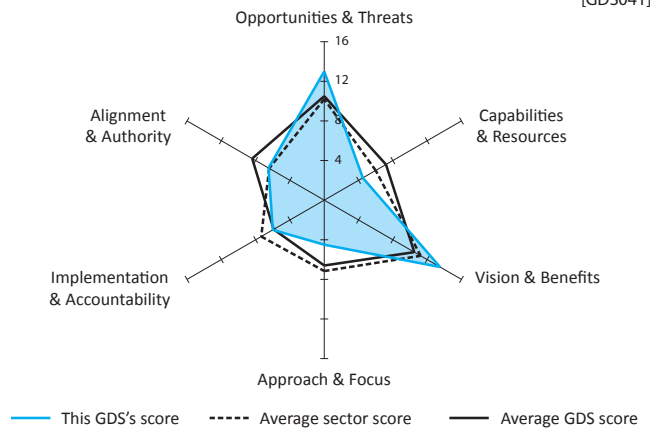 [GDS041]
Opportunities & Threats
16
12
8
4
Alignment
& Authority
Capabilities
& Resources
Implementation
& Accountability
Vision & Benefits
Approach & Focus
This GDS's score
Average sector score
Average GDS score